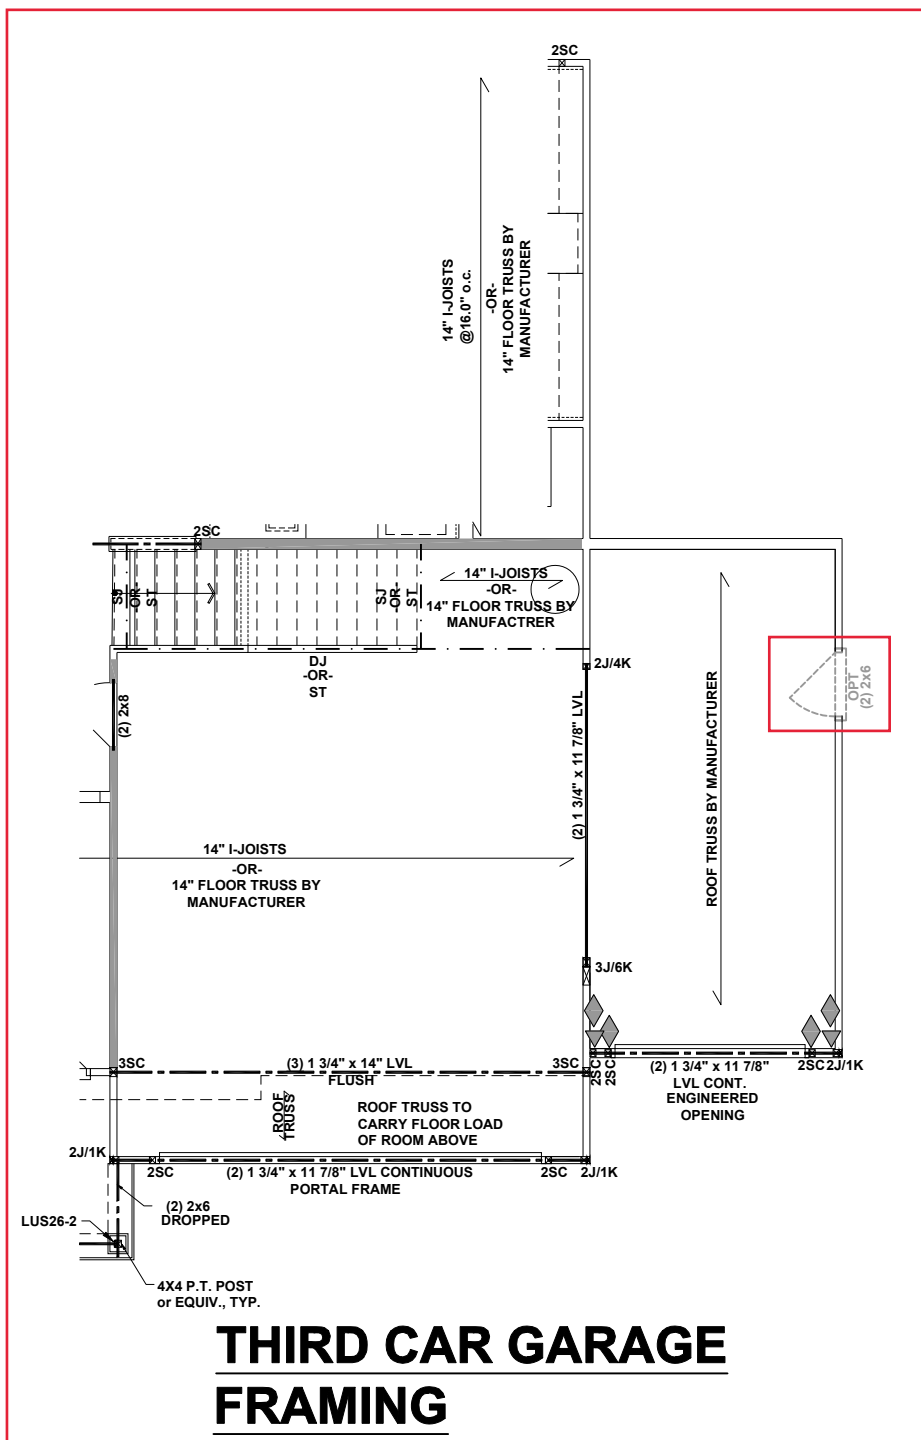 2SC
14" I-JOISTS
@16.0" o.c.
-OR-
14" FLOOR TRUSS BY
MANUFACTURER
2SC
SJ
-OR-
ST
SJ
-OR-
ST
14" I-JOISTS
-OR-
14" FLOOR TRUSS BY
MANUFACTRER
DJ
-OR-
ST
2J/4K
OPT
(2) 2x6
(2) 2x8
(2) 1 3/4" x 11 7/8" LVL
ROOF TRUSS BY MANUFACTURER
14" I-JOISTS
-OR-
14" FLOOR TRUSS BY
MANUFACTURER
3J/6K
3SC
(3) 1 3/4" x 14" LVL
FLUSH
3SC
2SC
2SC
(2) 1 3/4" x 11 7/8"
LVL CONT.
ENGINEERED
OPENING
2SC
2J/1K
ROOF
TRUSS
ROOF TRUSS TO
CARRY FLOOR LOAD
OF ROOM ABOVE
2J/1K
2SC
(2) 1 3/4" x 11 7/8" LVL CONTINUOUS
PORTAL FRAME
2SC
2J/1K
(2) 2x6
DROPPED
LUS26-2
4X4 P.T. POST
or EQUIV., TYP.
THIRD CAR GARAGE
FRAMING